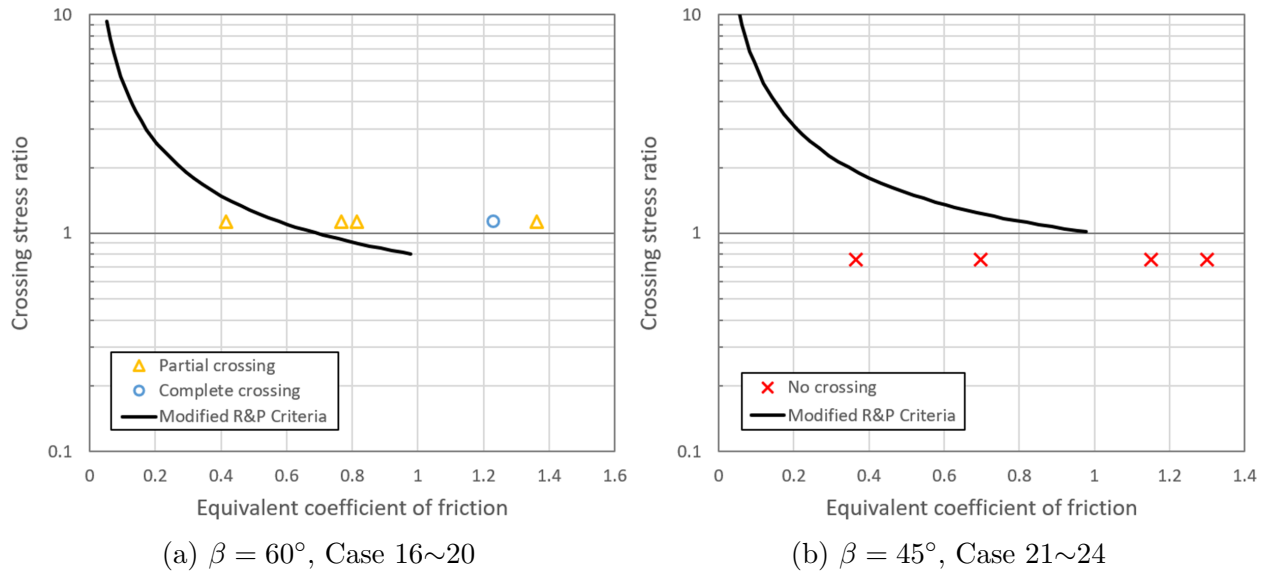 10
1
0.1
Crossing stress ratio
Partial crossing
Complete crossing
Modified R&P Criteria
0 0.2 0.4 0.6 0.8 1 1.2 1.4 1.6
Equivalent coefficient of friction
(a) β = 60°, Case 16~20
10
1
0.1
Crossing stress ratio
No crossing
Modified R&P Criteria
0 0.2 0.4 0.6 0.8 1 1.2 1.4
Equivalent coefficient of friction
(b) β = 45°, Case 21~24